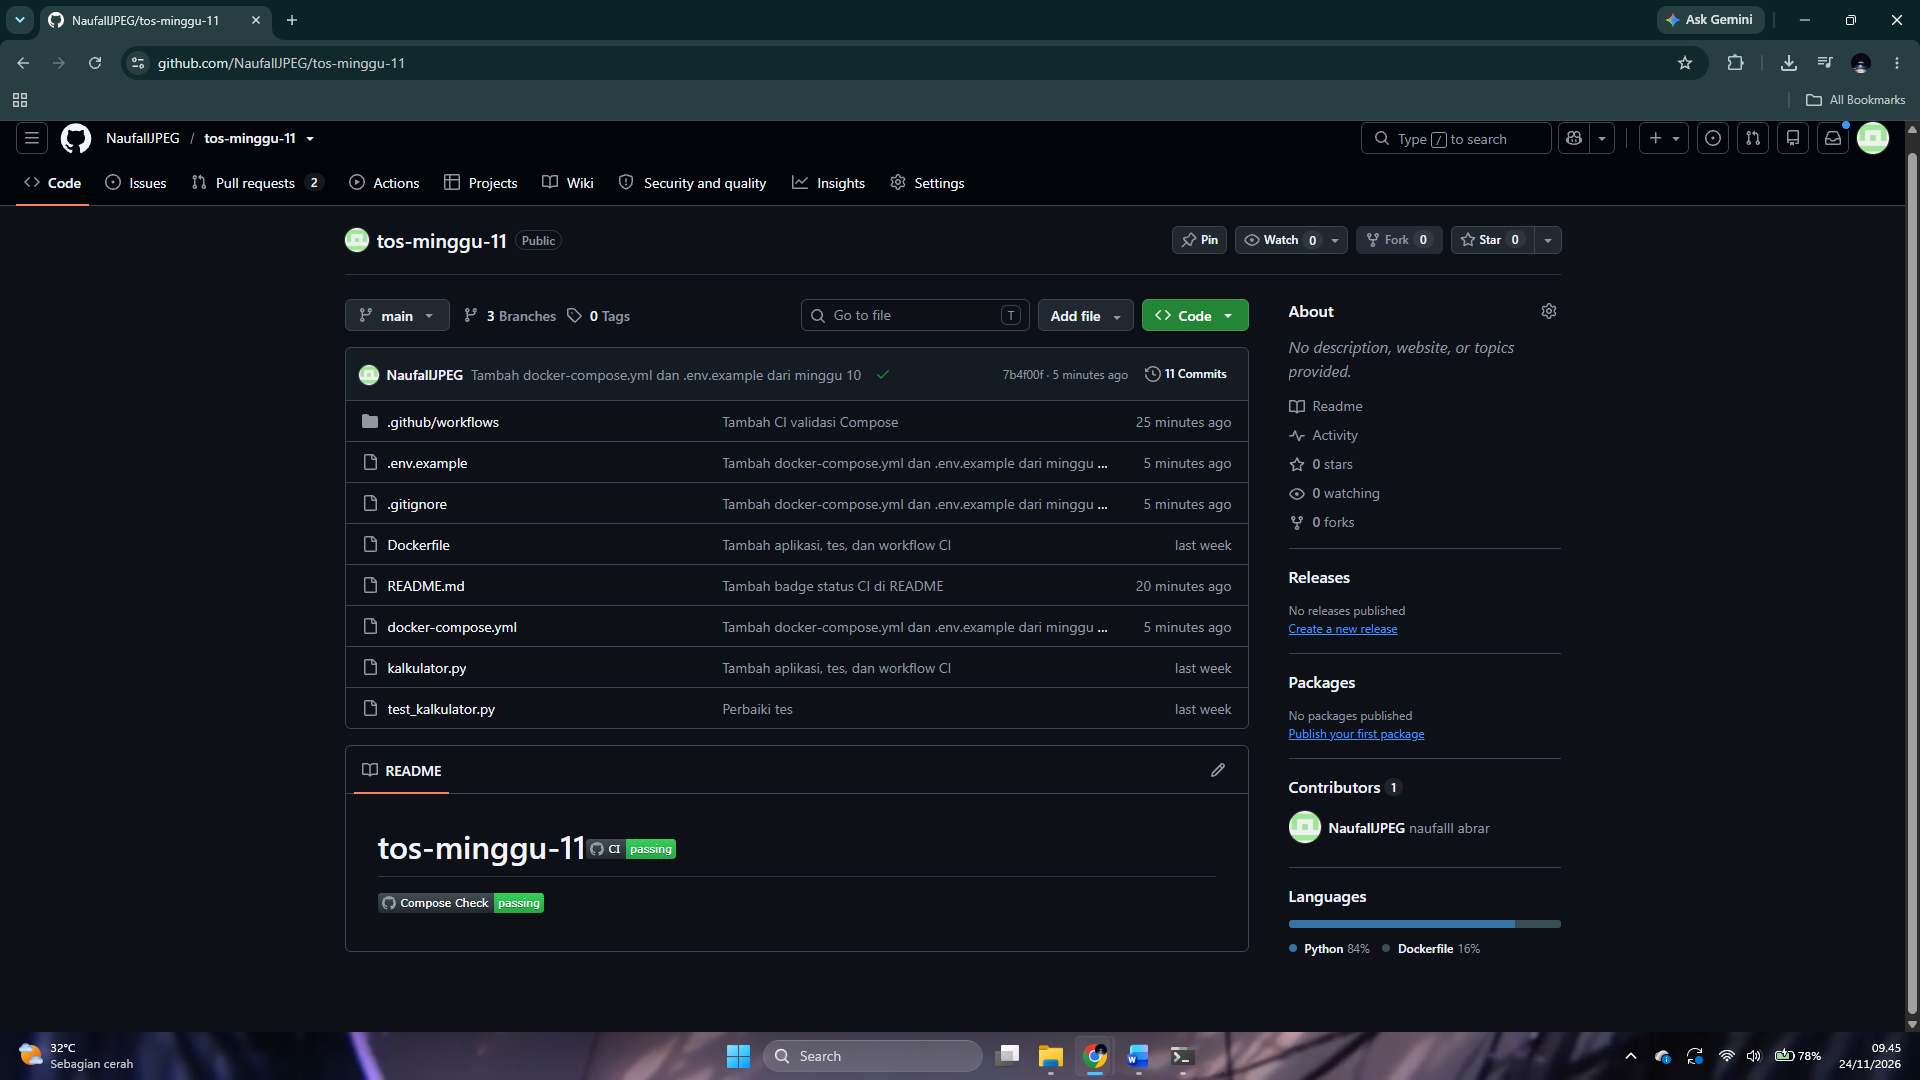 NaufallJPEG/tos-minggu-11
Ask Gemini
github.com/NaufallJPEG/tos-minggu-11
All Bookmarks
NaufallJPEG / tos-minggu-11
Type / to search
Code
Issues
Pull requests 2
Actions
Projects
Wiki
Security and quality
Insights
Settings
tos-minggu-11 Public
Pin
Watch 0
Fork 0
Star 0
main
3 Branches
0 Tags
Go to file T
Add file
Code
NaufallJPEG Tambah docker-compose.yml dan .env.example dari minggu 10 7b4f00f · 5 minutes ago 11 Commits
.github/workflows Tambah CI validasi Compose 25 minutes ago
.env.example Tambah docker-compose.yml dan .env.example dari minggu ... 5 minutes ago
.gitignore Tambah docker-compose.yml dan .env.example dari minggu ... 5 minutes ago
Dockerfile Tambah aplikasi, tes, dan workflow CI last week
README.md Tambah badge status CI di README 20 minutes ago
docker-compose.yml Tambah docker-compose.yml dan .env.example dari minggu ... 5 minutes ago
kalkulator.py Tambah aplikasi, tes, dan workflow CI last week
test_kalkulator.py Perbaiki tes last week
README
tos-minggu-11 CI passing
Compose Check passing
About
No description, website, or topics
provided.
Readme
Activity
0 stars
0 watching
0 forks
Releases
No releases published
Create a new release
Packages
No packages published
Publish your first package
Contributors 1
NaufallJPEG naufalll abrar
Languages
Python 84% Dockerfile 16%
32°C
Sebagian cerah
Search
78%
09.45
24/11/2026